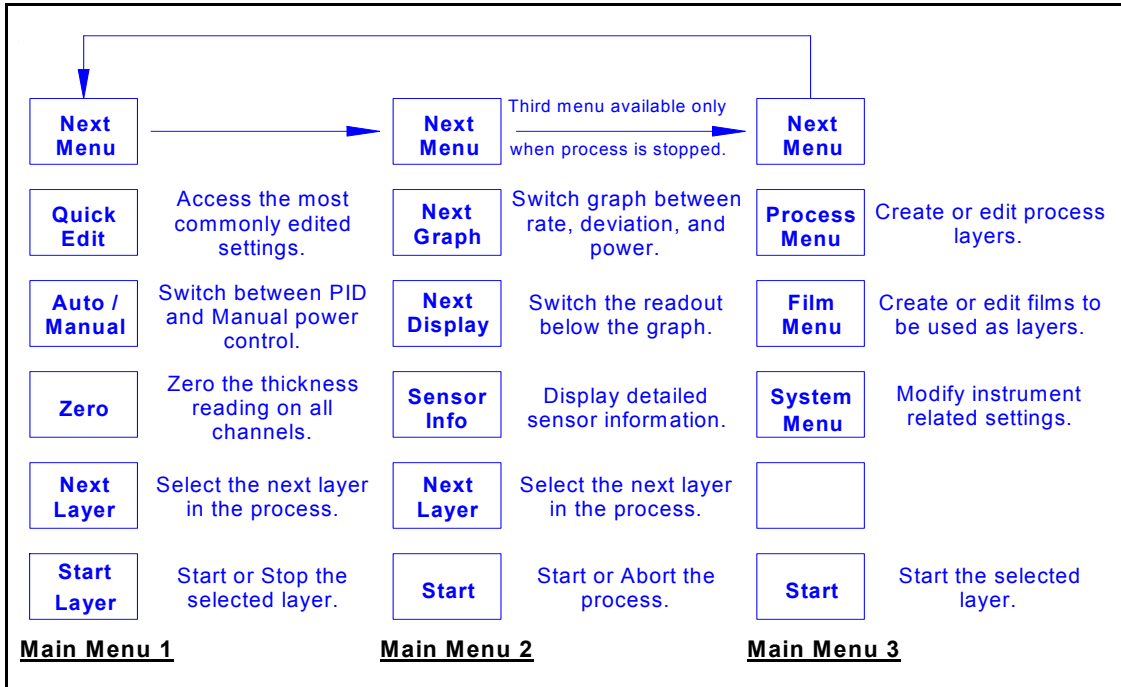 Next
Menu
Next
Menu
Third menu available only
when process is stopped.
Next
Menu
Quick
Edit
Access the most
commonly edited
settings.
Next
Graph
Switch graph between
rate, deviation, and
power.
Process
Menu
Create or edit process
layers.
Auto /
Manual
Switch between PID
and Manual power
control.
Next
Display
Switch the readout
below the graph.
Film
Menu
Create or edit films to
be used as layers.
Zero
Zero the thickness
reading on all
channels.
Sensor
Info
Display detailed
sensor information.
System
Menu
Modify instrument
related settings.
Next
Layer
Select the next layer
in the process.
Next
Layer
Select the next layer
in the process.
Start
Layer
Start or Stop the
selected layer.
Start
Start or Abort the
process.
Start
Start the selected
layer.
Main Menu 1
Main Menu 2
Main Menu 3